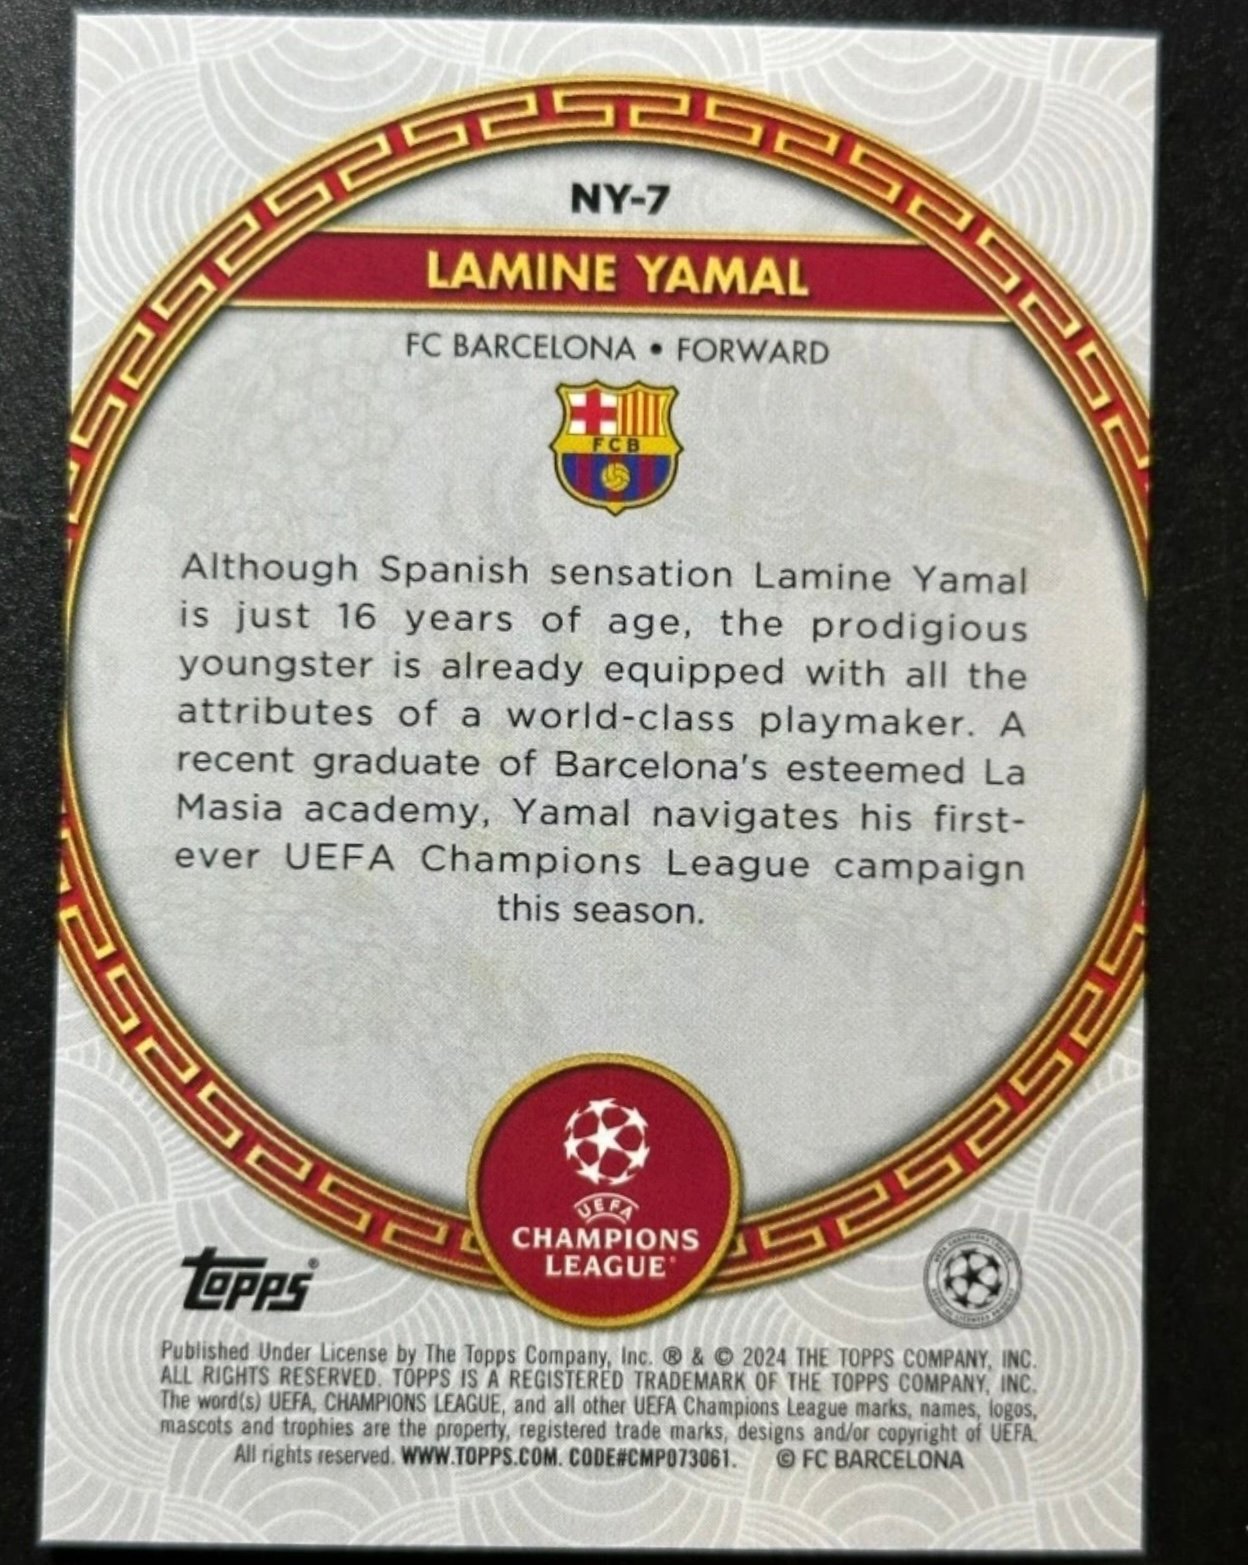 NY-7
LAMINE YAMAL
FC BARCELONA • FORWARD
FCB
Although Spanish sensation Lamine Yamal
is just 16 years of age, the prodigious
youngster is already equipped with all the
attributes of a world-class playmaker. A
recent graduate of Barcelona's esteemed La
Masia academy, Yamal navigates his first-
ever UEFA Champions League campaign
this season.
UEFA
CHAMPIONS
LEAGUE®
topps®
Published Under License by The Topps Company, Inc. ® & © 2024 THE TOPPS COMPANY, INC.
ALL RIGHTS RESERVED. TOPPS IS A REGISTERED TRADEMARK OF THE TOPPS COMPANY, INC.
The word(s) UEFA, CHAMPIONS LEAGUE, and all other UEFA Champions League marks, names, logos,
mascots and trophies are the property, registered trade marks, designs and/or copyright of UEFA.
All rights reserved. WWW.TOPPS.COM. CODE#CMP073061. © FC BARCELONA